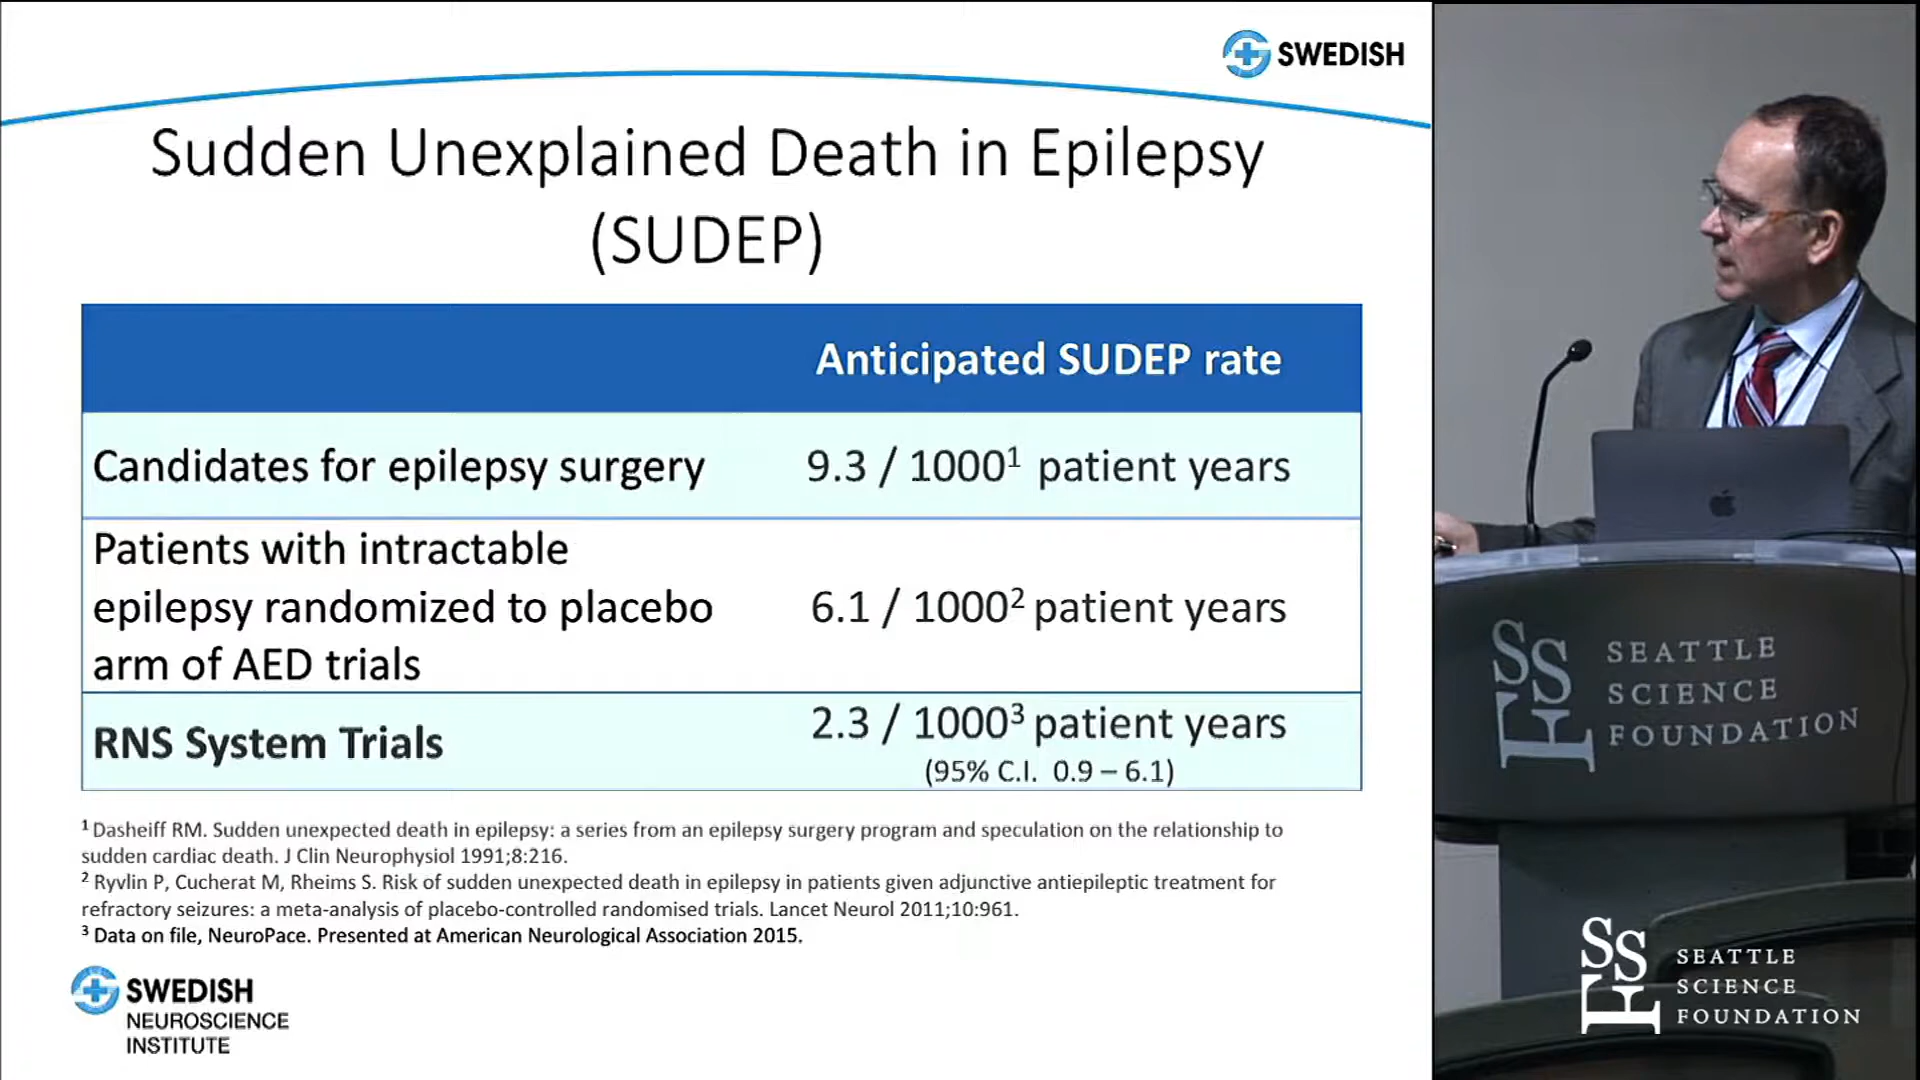 SWEDISH
Sudden Unexplained Death in Epilepsy
(SUDEP)
Anticipated SUDEP rate
Candidates for epilepsy surgery
9.3 / 1000¹ patient years
Patients with intractable
epilepsy randomized to placebo
arm of AED trials
6.1 / 1000² patient years
RNS System Trials
2.3 / 1000³ patient years
(95% C.I. 0.9 – 6.1)
¹ Dasheiff RM. Sudden unexpected death in epilepsy: a series from an epilepsy surgery program and speculation on the relationship to
sudden cardiac death. J Clin Neurophysiol 1991;8:216.
² Ryvlin P, Cucherat M, Rheims S. Risk of sudden unexpected death in epilepsy in patients given adjunctive antiepileptic treatment for
refractory seizures: a meta-analysis of placebo-controlled randomised trials. Lancet Neurol 2011;10:961.
³ Data on file, NeuroPace. Presented at American Neurological Association 2015.
SWEDISH
NEUROSCIENCE
INSTITUTE
SSF
SEATTLE
SCIENCE
FOUNDATION
SSF
SEATTLE
SCIENCE
FOUNDATION